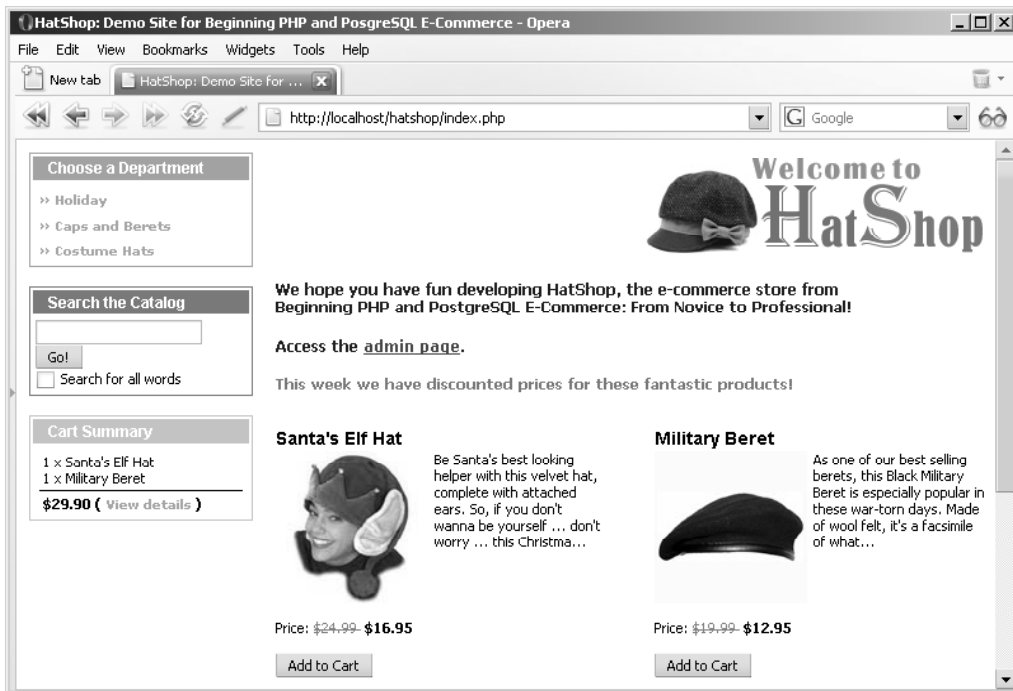 HatShop: Demo Site for Beginning PHP and PosgreSQL E-Commerce - Opera
File Edit View Bookmarks Widgets Tools Help
New tab HatShop: Demo Site for ...
http://localhost/hatshop/index.php
G Google
Choose a Department
» Holiday
» Caps and Berets
» Costume Hats
Search the Catalog
Go!
Search for all words
Cart Summary
1 x Santa's Elf Hat
1 x Military Beret
$29.90 ( View details )
Welcome to
HatShop
We hope you have fun developing HatShop, the e-commerce store from
Beginning PHP and PostgreSQL E-Commerce: From Novice to Professional!
Access the admin page.
This week we have discounted prices for these fantastic products!
Santa's Elf Hat
Be Santa's best looking
helper with this velvet hat,
complete with attached
ears. So, if you don't
wanna be yourself ... don't
worry ... this Christma...
Price: $24.99 $16.95
Add to Cart
Military Beret
As one of our best selling
berets, this Black Military
Beret is especially popular in
these war-torn days. Made
of wool felt, it's a facsimile
of what...
Price: $19.99 $12.95
Add to Cart